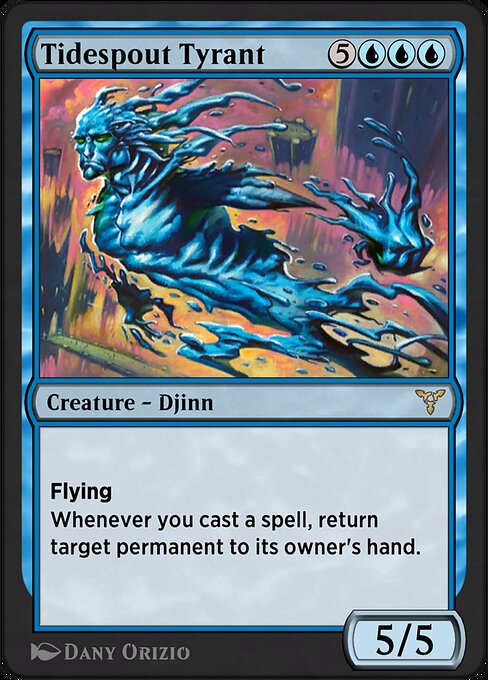 Tidespout Tyrant 5
Creature – Djinn
Flying
Whenever you cast a spell, return
target permanent to its owner's hand.
5/5
Dany Orizio